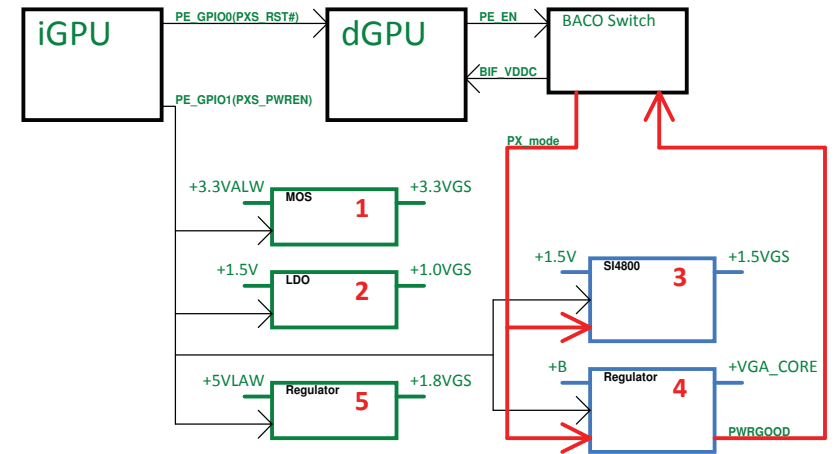 iGPU
PE_GPIO0(PXS_RST#)
dGPU
PE_EN
BACO Switch
BIF_VDDC
PE_GPIO1(PXS_PWREN)
PX_mode
+3.3VALW
MOS
1
+3.3VGS
+1.5V
LDO
2
+1.0VGS
+1.5V
SI4800
3
+1.5VGS
+5VLAW
Regulator
5
+1.8VGS
+B
Regulator
4
+VGA_CORE
PWRGOOD